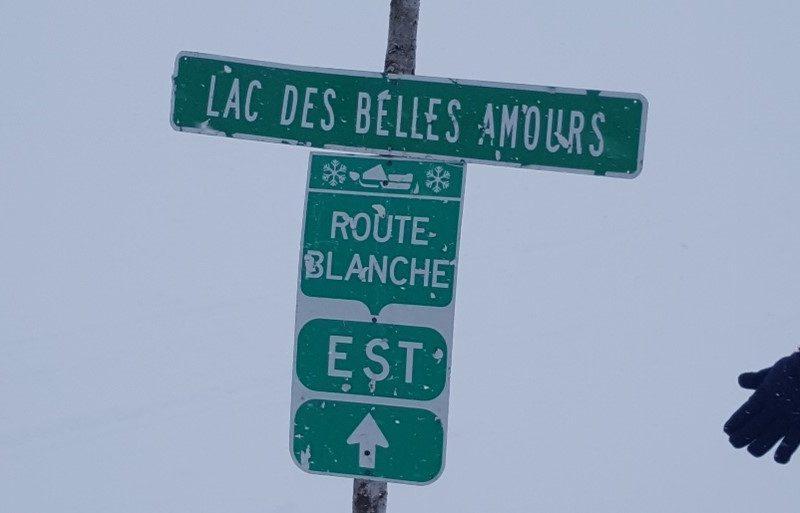 LAC DES BELLES AMOURS
ROUTE
BLANCHE
EST